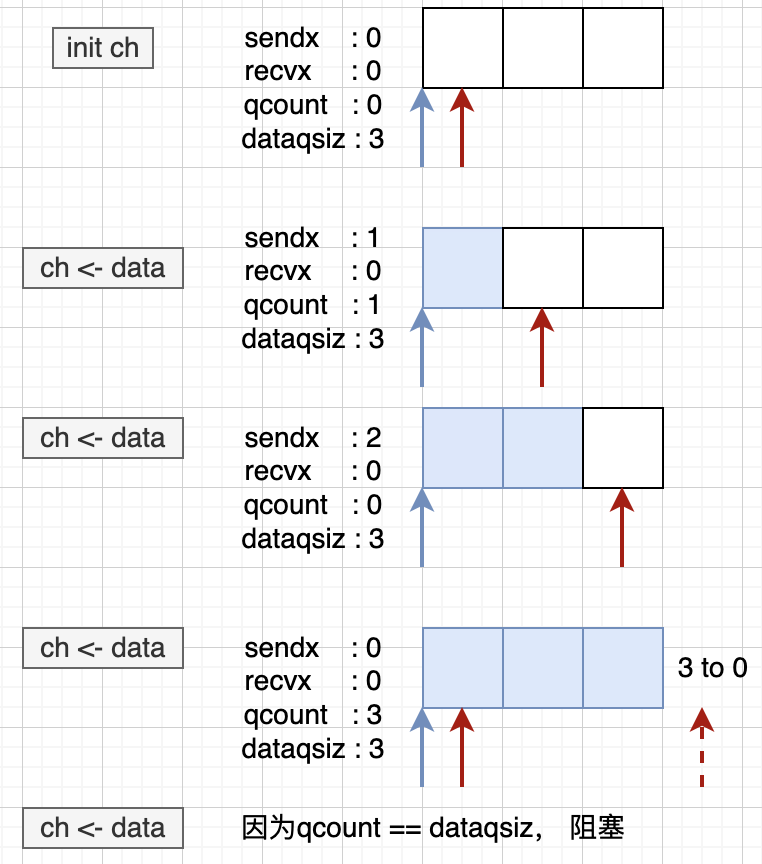 init ch
sendx : 0
recvx : 0
qcount : 0
dataqsiz : 3
ch <- data
sendx : 1
recvx : 0
qcount : 1
dataqsiz : 3
ch <- data
sendx : 2
recvx : 0
qcount : 0
dataqsiz : 3
ch <- data
sendx : 0
recvx : 0
qcount : 3
dataqsiz : 3
3 to 0
ch <- data
因为qcount == dataqsiz， 阻塞